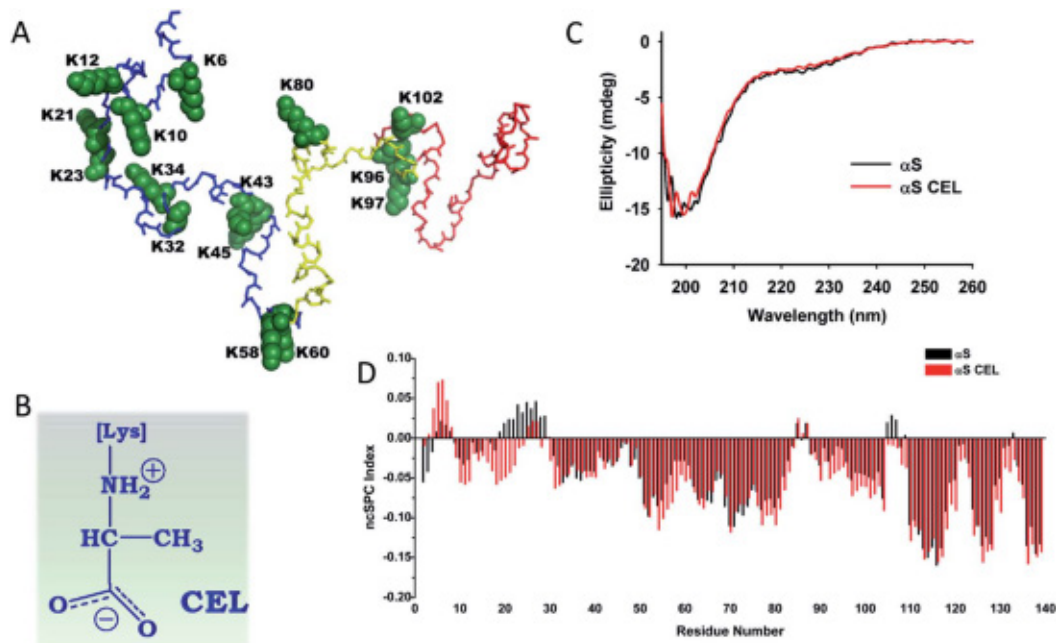 A
K12
K6
K21
K10
K23
K34
K32
K43
K45
K58
K60
K80
K102
K96
K97
B
[Lys]
NH2
+
HC
CH3
O
−
O
CEL
C
Ellipticity (mdeg)
0
-5
-10
-15
-20
αS
αS CEL
200
210
220
230
240
250
260
Wavelength (nm)
D
αS
αS CEL
ncSPC Index
0.10
0.05
0.00
-0.05
-0.10
-0.15
-0.20
0
10
20
30
40
50
60
70
80
90
100
110
120
130
140
Residue Number